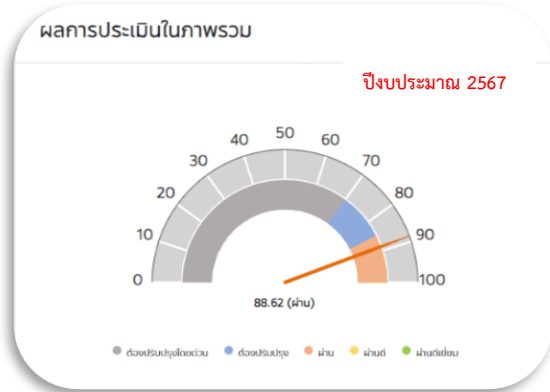 ผลการประเมินในภาพรวม
ปีงบประมาณ 2567
0
10
20
30
40
50
60
70
80
90
100
88.62 (ผ่าน)
ต้องปรับปรุงโดยด่วน ต้องปรับปรุง ผ่าน ผ่านดี ผ่านดีเยี่ยม